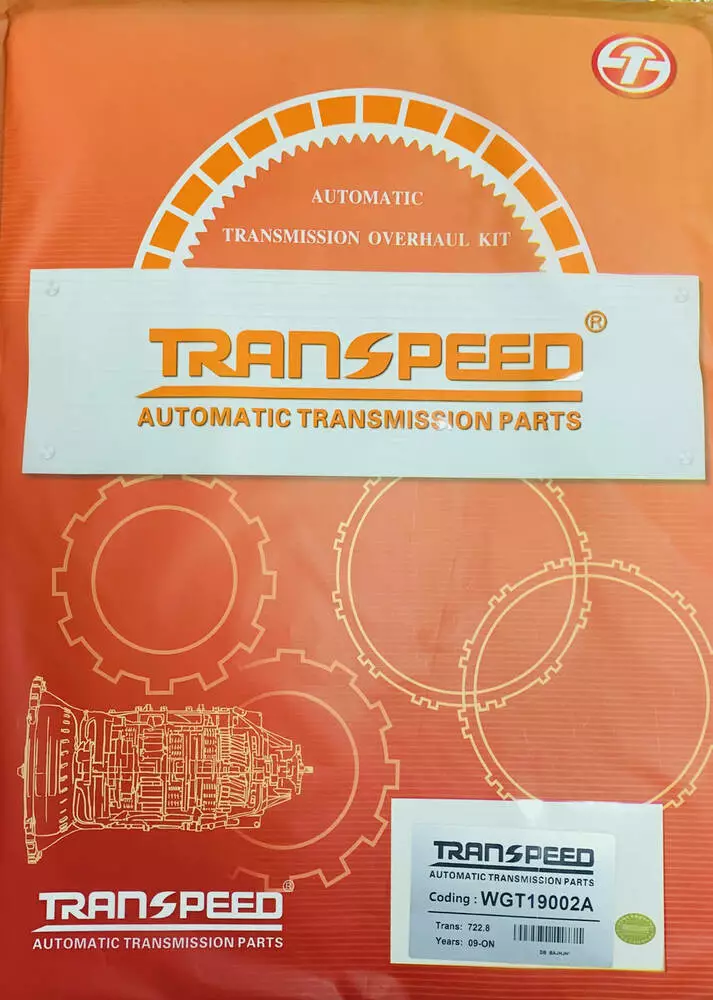 AUTOMATIC
TRANSMISSION OVERHAUL KIT
TRANSPEED®
AUTOMATIC TRANSMISSION PARTS
TRANSPEED
AUTOMATIC TRANSMISSION PARTS
Coding : WGT19002A
Trans: 722.8
Years: 09-ON
TRANSPEED®
AUTOMATIC TRANSMISSION PARTS